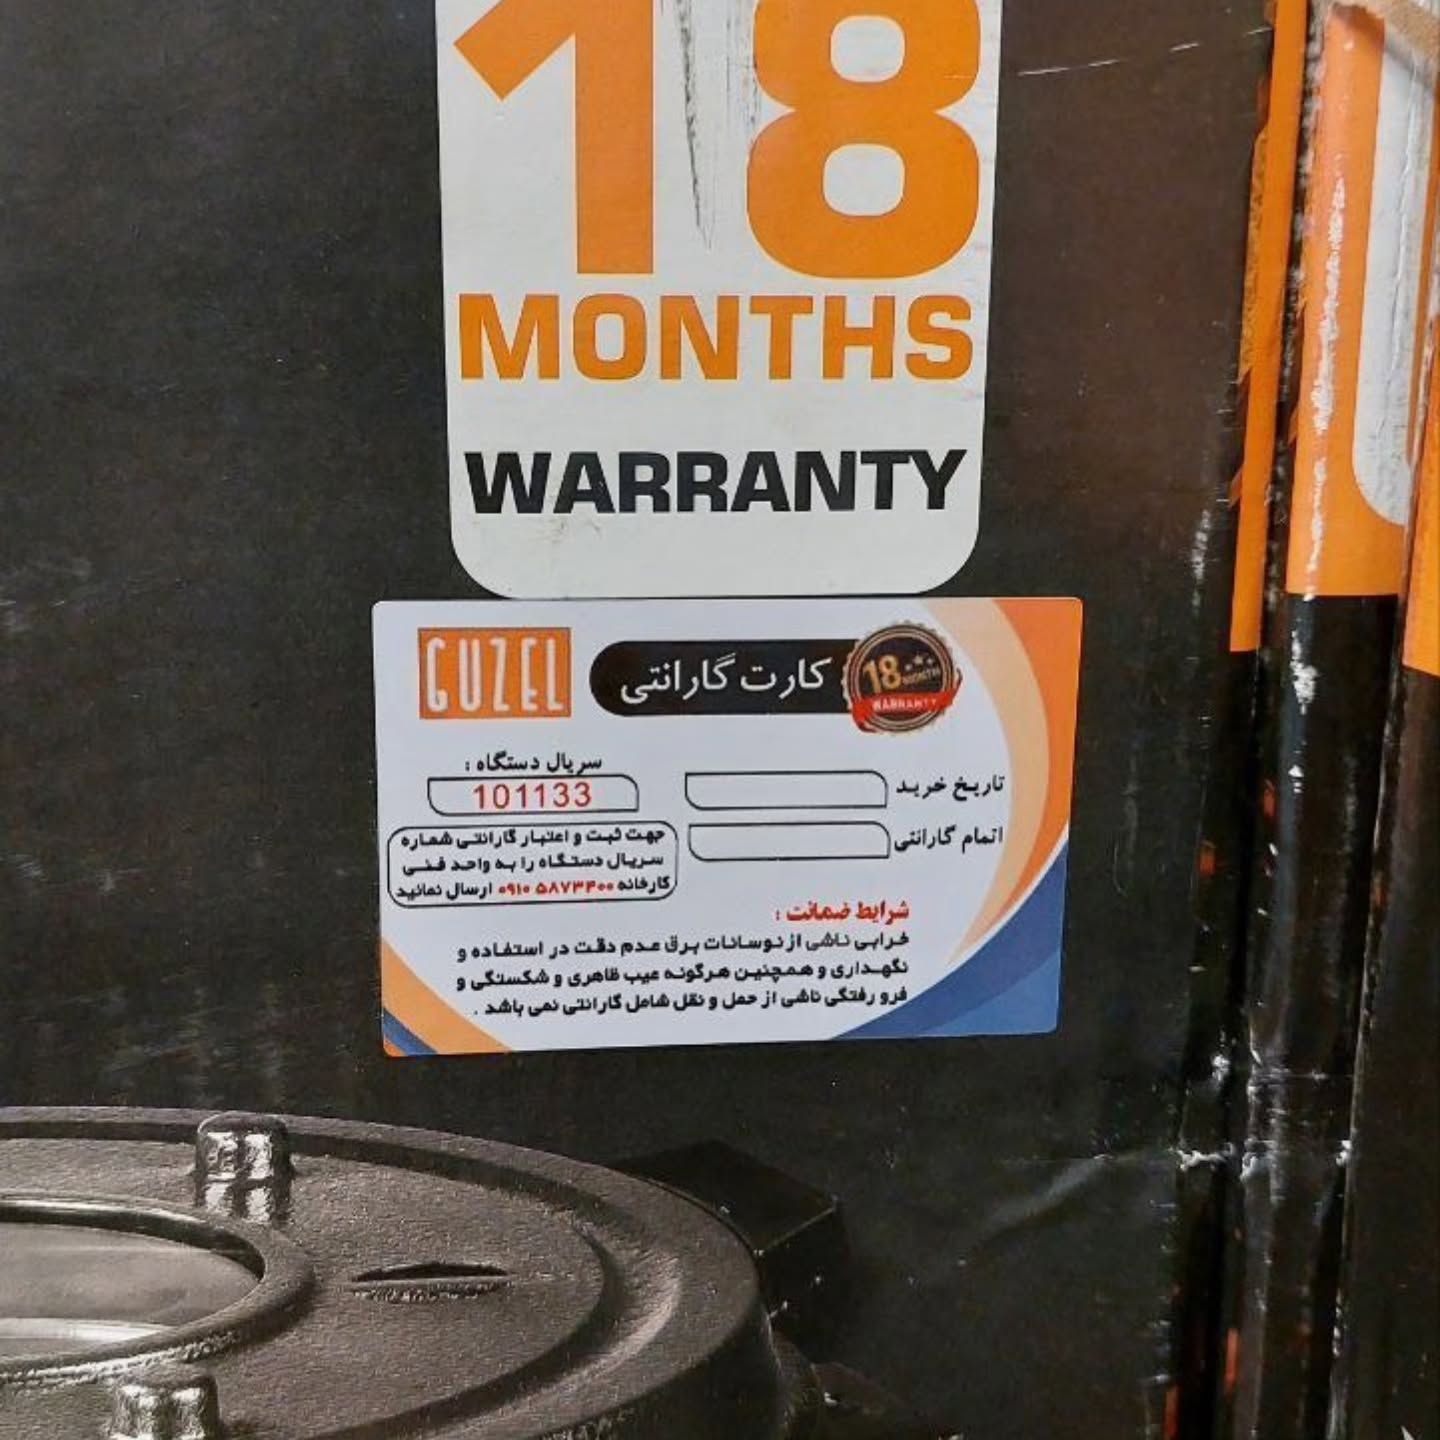 18
MONTHS
WARRANTY
GUZEL
کارت گارانتی
18 MONTH
WARRANTY
سریال دستگاه :
101133
تاریخ خرید
اتمام گارانتی
جهت ثبت و اعتبار گارانتی شماره
سریال دستگاه را به واحد فنی
کارخانه ۰۹۱۰ ۵۸۷۳۴۰۰ ارسال نمائید
شرایط ضمانت :
خرابی ناشی از نوسانات برق عدم دقت در استفاده و
نگهداری و همچنین هرگونه عیب ظاهری و شکستگی و
فرو رفتگی ناشی از حمل و نقل شامل گارانتی نمی باشد .